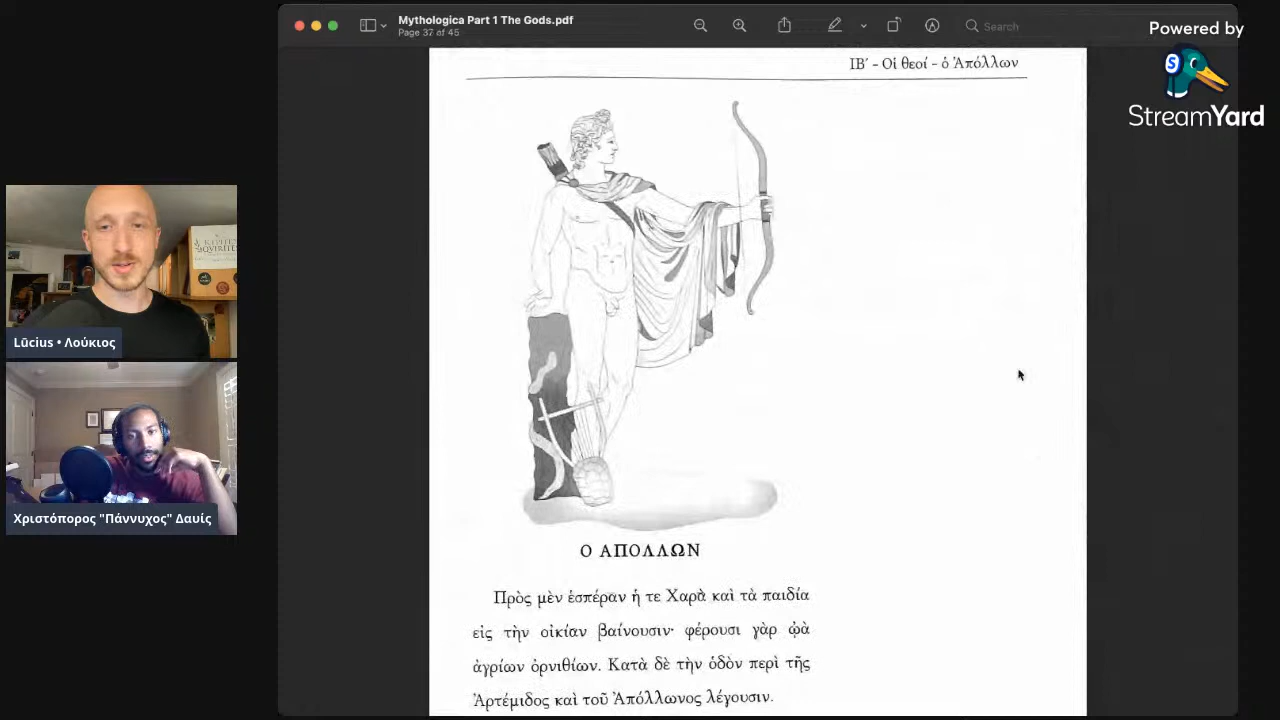 Mythologica Part 1 The Gods.pdf
Page 37 of 45
Search
Powered by
StreamYard
ΙΒ′ - Οἱ θεοί - ὁ Ἀπόλλων
Lūcius • Λούκιος
Χριστόπορος "Πάννυχος" Δαυίς
Ο ΑΠΟΛΛΩΝ
Πρὸς μὲν ἑσπέραν ἥ τε Χαρὰ καὶ τὰ παιδία
εἰς τὴν οἰκίαν βαίνουσιν· φέρουσι γὰρ ᾠὰ
ἀγρίων ὀρνιθίων. Κατὰ δὲ τὴν ὁδὸν περὶ τῆς
Ἀρτέμιδος καὶ τοῦ Ἀπόλλωνος λέγουσιν.